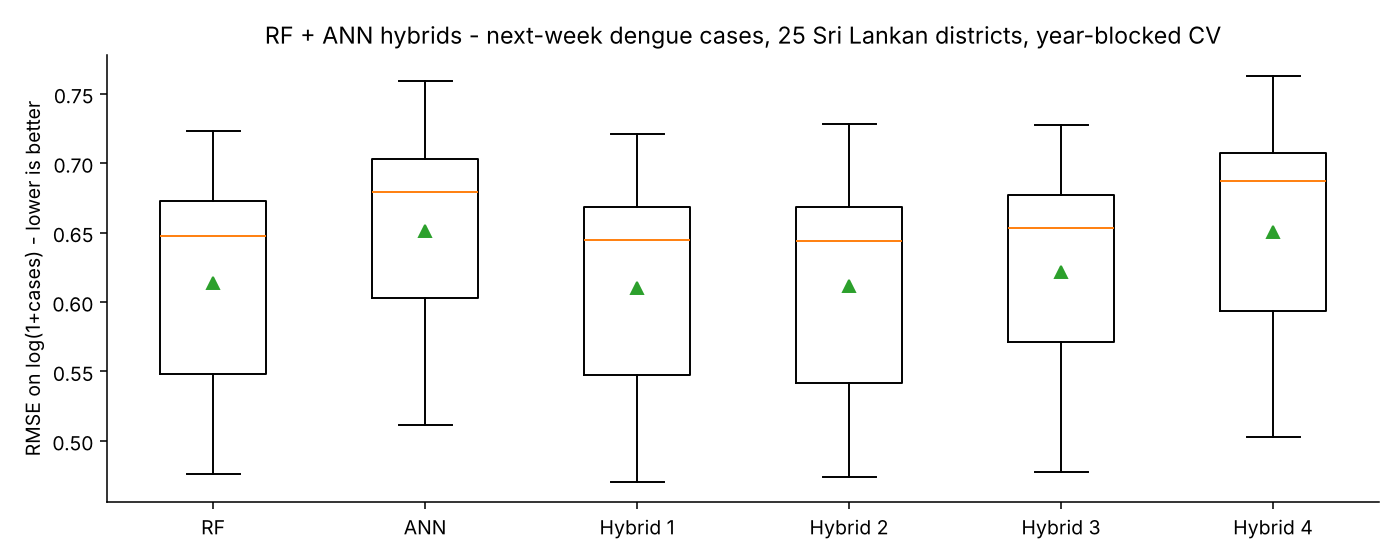 RF + ANN hybrids - next-week dengue cases, 25 Sri Lankan districts, year-blocked CV
RMSE on log(1+cases) - lower is better
0.75
0.70
0.65
0.60
0.55
0.50
RF
ANN
Hybrid 1
Hybrid 2
Hybrid 3
Hybrid 4